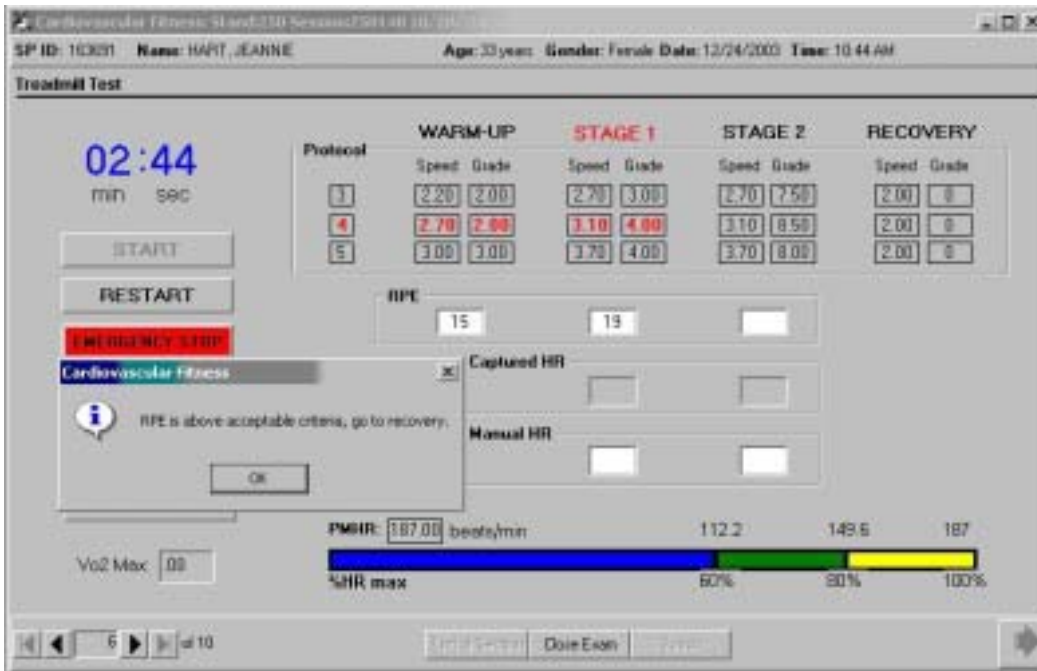 Cardiovascular Fitness
SP ID: 163691 Name: HART, JEANNIE Age: 33 years Gender: Female Date: 12/24/2003 Time: 10:44 AM
Treadmill Test
02:44
min sec
START
RESTART
EMERGENCY STOP
WARM-UP STAGE 1 STAGE 2 RECOVERY
Protocol
Speed Grade Speed Grade Speed Grade Speed Grade
3 2.20 2.00 2.70 3.00 2.70 7.50 2.00 0
4 2.70 2.00 3.10 4.00 3.10 8.50 2.00 0
5 3.00 3.00 3.70 4.00 3.70 8.00 2.00 0
RPE
15 19
Cardiovascular Fitness
RPE is above acceptable criteria, go to recovery.
OK
Captured HR
Manual HR
PMHR: 187.00 beats/min 112.2 149.6 187
%HR max 60% 80% 100%
Vo2 Max .00
6 of 10
Close Exam